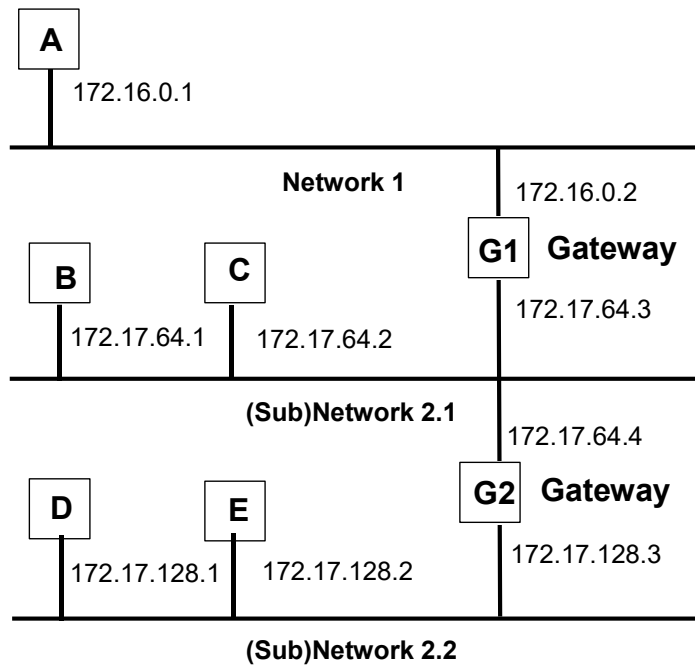 A
172.16.0.1
Network 1
172.16.0.2
G1 Gateway
B
C
172.17.64.3
172.17.64.1
172.17.64.2
(Sub)Network 2.1
172.17.64.4
G2 Gateway
D
E
172.17.128.1
172.17.128.2
172.17.128.3
(Sub)Network 2.2